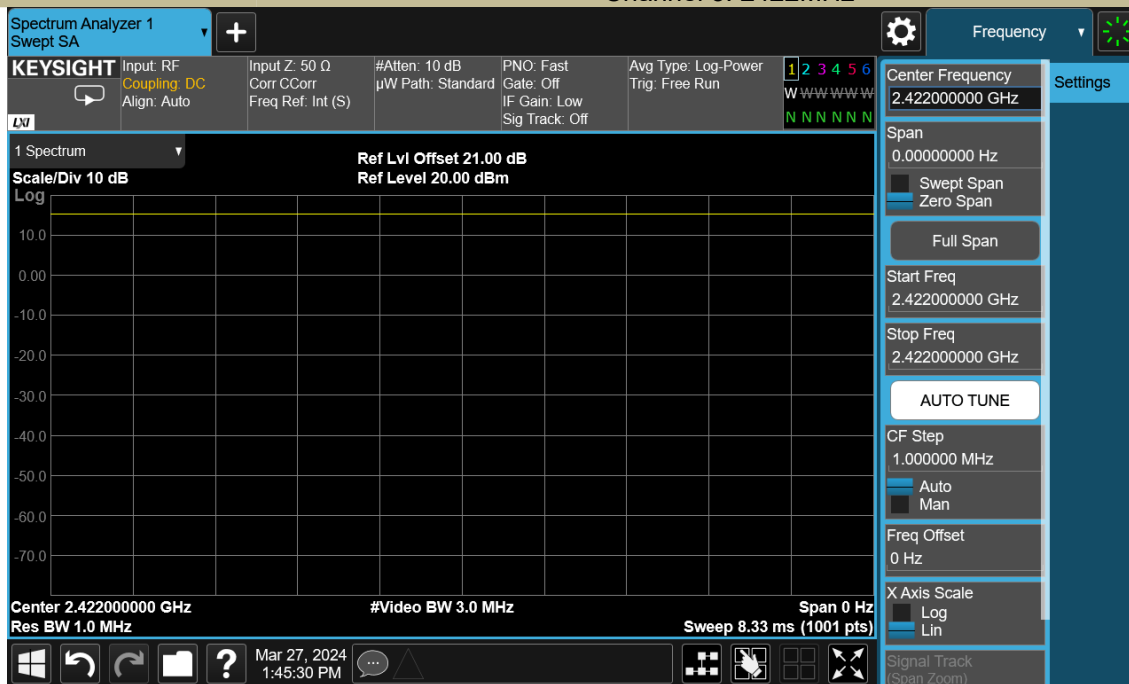 Spectrum Analyzer 1
Swept SA
Frequency
KEYSIGHT
LXI
Input: RF
Coupling: DC
Align: Auto
Input Z: 50 Ω
Corr CCorr
Freq Ref: Int (S)
#Atten: 10 dB
µW Path: Standard
PNO: Fast
Gate: Off
IF Gain: Low
Sig Track: Off
Avg Type: Log-Power
Trig: Free Run
1 2 3 4 5 6
W W W W W W
N N N N N N
1 Spectrum
Scale/Div 10 dB
Ref Lvl Offset 21.00 dB
Ref Level 20.00 dBm
Log
10.0
0.00
-10.0
-20.0
-30.0
-40.0
-50.0
-60.0
-70.0
Center 2.422000000 GHz
#Video BW 3.0 MHz
Span 0 Hz
Res BW 1.0 MHz
Sweep 8.33 ms (1001 pts)
Center Frequency
2.422000000 GHz
Span
0.00000000 Hz
Swept Span
Zero Span
Full Span
Start Freq
2.422000000 GHz
Stop Freq
2.422000000 GHz
AUTO TUNE
CF Step
1.000000 MHz
Auto
Man
Freq Offset
0 Hz
X Axis Scale
Log
Lin
Signal Track
(Span Zoom)
Settings
?
Mar 27, 2024
1:45:30 PM